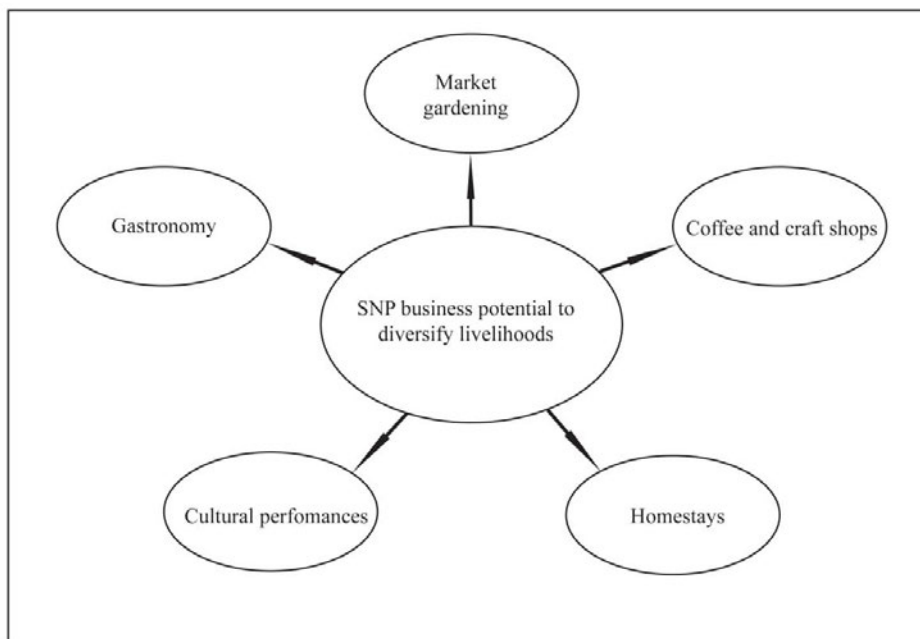 Market
gardening
Gastronomy
Coffee and craft shops
SNP business potential to
diversify livelihoods
Cultural perfomances
Homestays